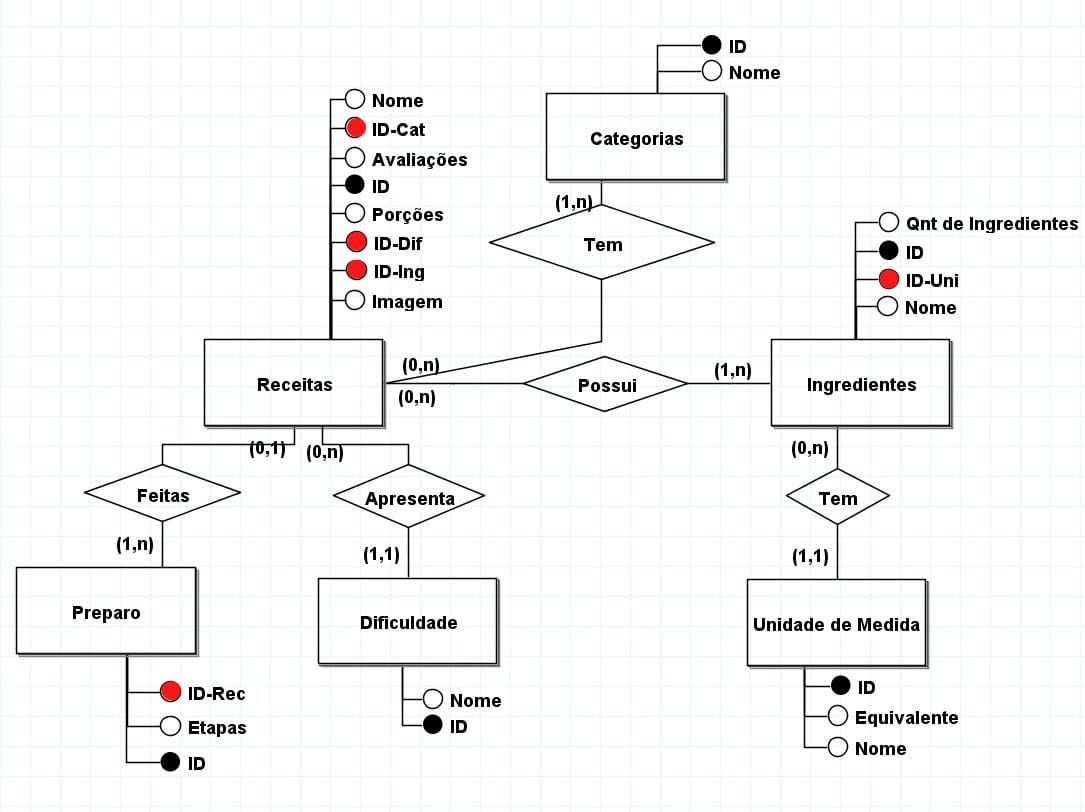 ID
Nome
Categorias
(1,n)
Tem
Nome
ID-Cat
Avaliações
ID
Porções
ID-Dif
ID-Ing
Imagem
Receitas
(0,n)
(0,n)
Possui
(1,n)
Qnt de Ingredientes
ID
ID-Uni
Nome
Ingredientes
(0,1)
(0,n)
(0,n)
Feitas
Apresenta
Tem
(1,n)
(1,1)
(1,1)
Preparo
Dificuldade
Unidade de Medida
ID-Rec
Etapas
ID
Nome
ID
ID
Equivalente
Nome